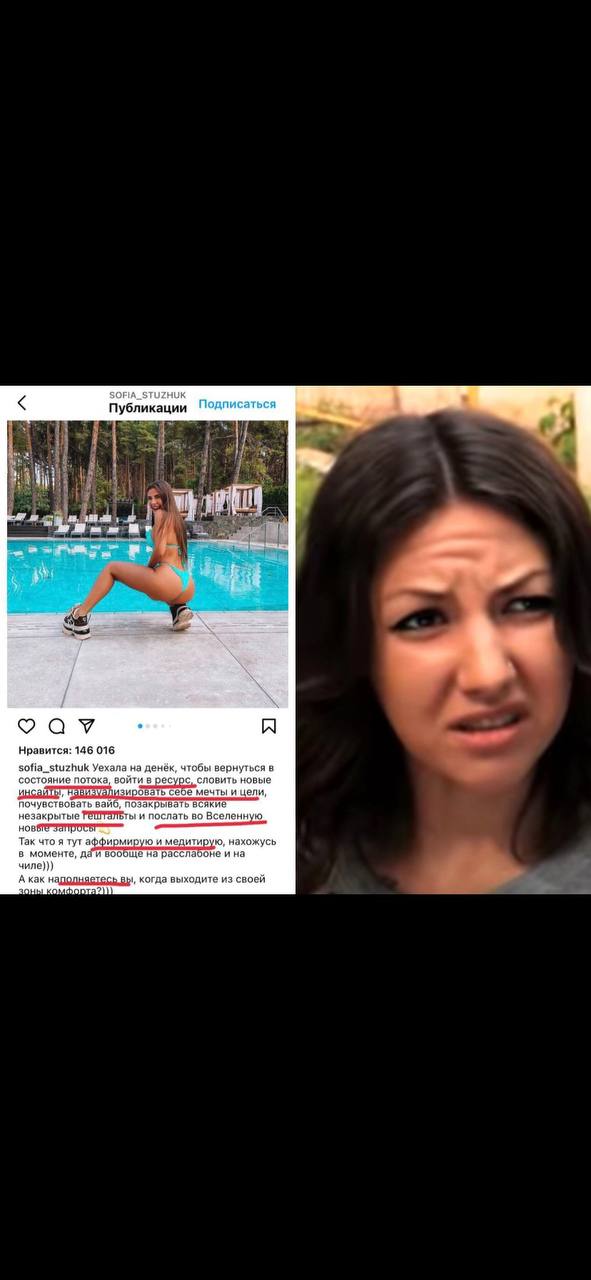 SOFIA_STUZHUK
Публикации
Подписаться
Нравится: 146 016
sofia_stuzhuk Уехала на денёк, чтобы вернуться в
состояние потока, войти в ресурс, словить новые
инсайты, навизуализировать себе мечты и цели,
почувствовать вайб, позакрывать всякие
незакрытые гештальты и послать во Вселенную
новые запросы
Так что я тут аффирмирую и медитирую, нахожусь
в моменте, да и вообще на расслабоне и на
чиле)))
А как наполняетесь вы, когда выходите из своей
зоны комфорта?)))